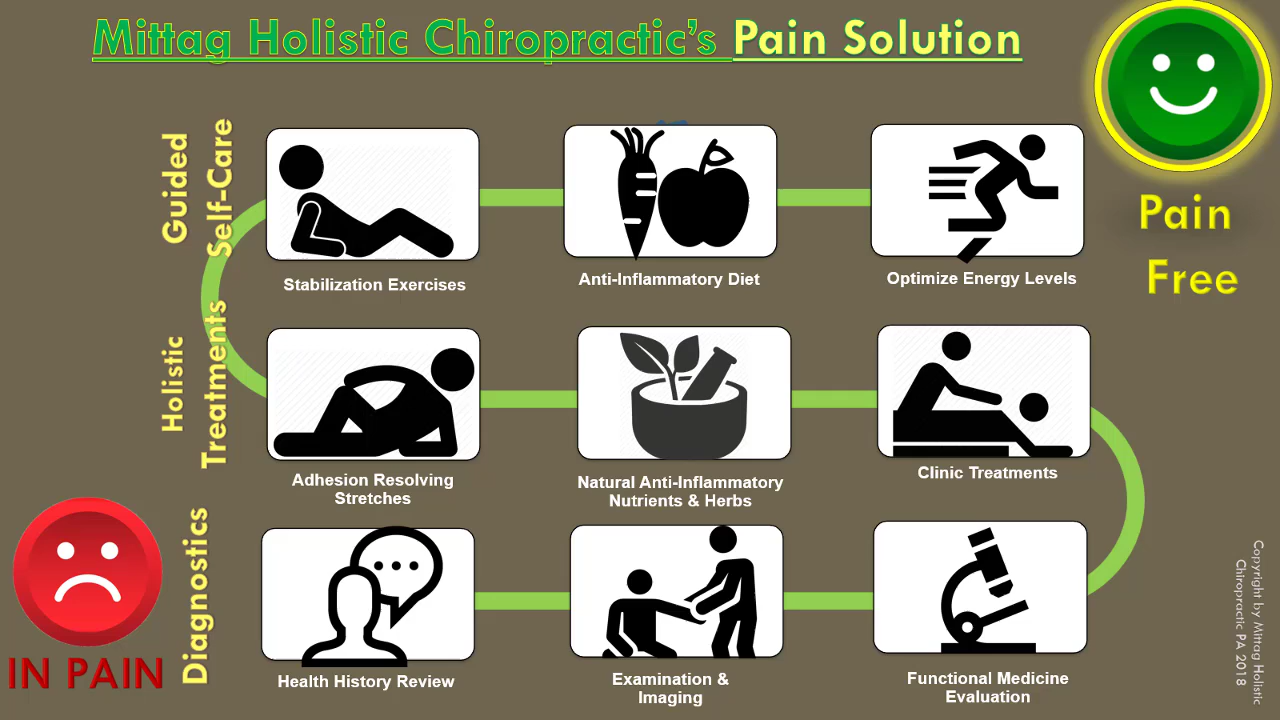 Mittag Holistic Chiropractic's Pain Solution
Guided
Self-Care
Stabilization Exercises
Anti-Inflammatory Diet
Optimize Energy Levels
Pain
Free
Holistic
Treatments
Adhesion Resolving
Stretches
Natural Anti-Inflammatory
Nutrients & Herbs
Clinic Treatments
IN PAIN
Diagnostics
Health History Review
Examination &
Imaging
Functional Medicine
Evaluation
Copyright by Mittag Holistic
Chiropractic PA 2018